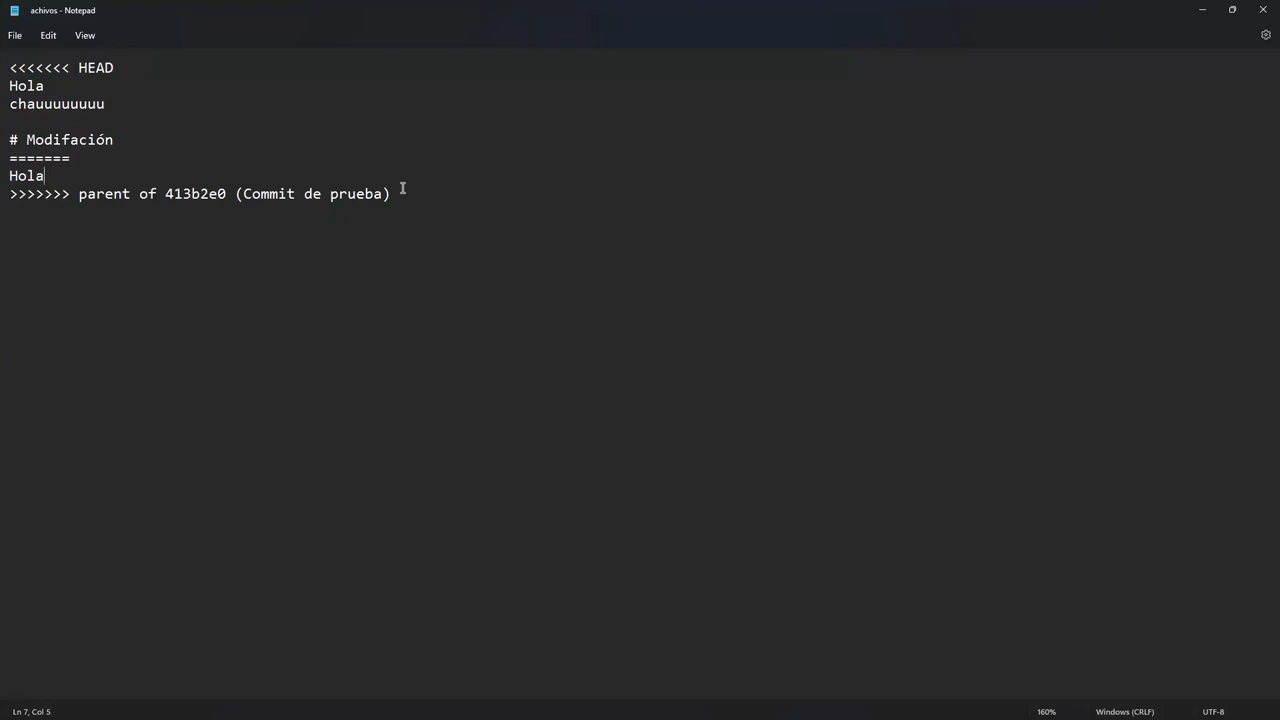 achivos - Notepad
File Edit View
<<<<<<< HEAD
Hola
chauuuuuuuu
# Modifación
=======
Hola
>>>>>>> parent of 413b2e0 (Commit de prueba)
Ln 7, Col 5 160% Windows (CRLF) UTF-8